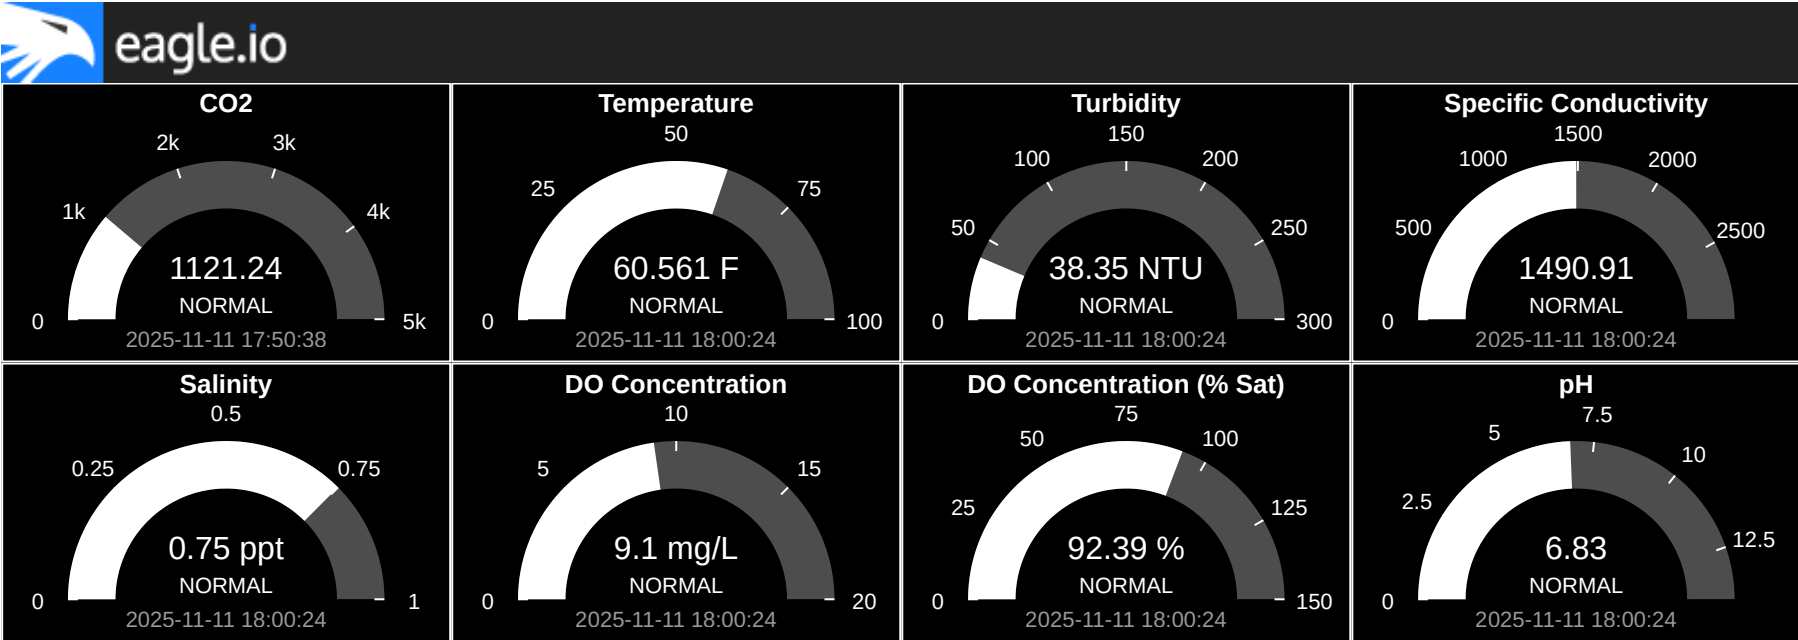 eagle.io
CO2
2k
3k
1k
4k
1121.24
NORMAL
0
5k
2025-11-11 17:50:38
Temperature
50
25
75
60.561 F
NORMAL
0
100
2025-11-11 18:00:24
Turbidity
150
100
200
50
250
38.35 NTU
NORMAL
0
300
2025-11-11 18:00:24
Specific Conductivity
1500
1000
2000
500
2500
1490.91
NORMAL
0
2025-11-11 18:00:24
Salinity
0.5
0.25
0.75
0.75 ppt
NORMAL
0
1
2025-11-11 18:00:24
DO Concentration
10
5
15
9.1 mg/L
NORMAL
0
20
2025-11-11 18:00:24
DO Concentration (% Sat)
75
50
100
25
125
92.39 %
NORMAL
0
150
2025-11-11 18:00:24
pH
7.5
5
10
2.5
12.5
6.83
NORMAL
0
2025-11-11 18:00:24